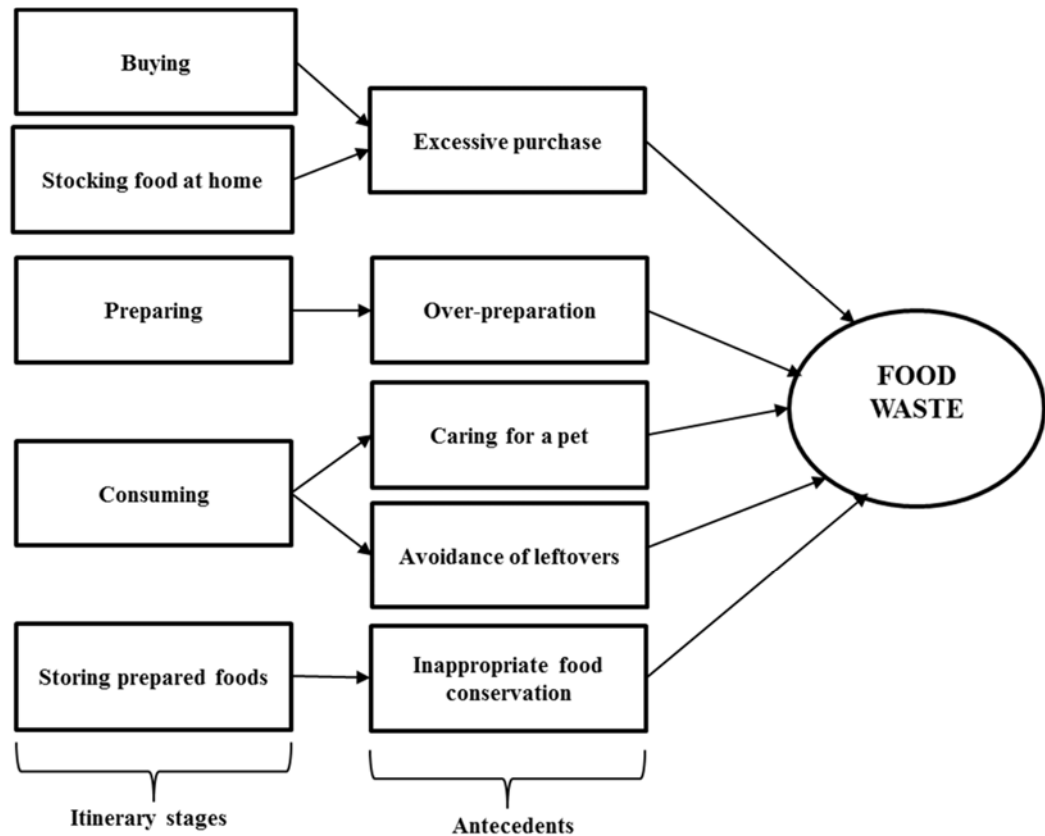 Buying
Excessive purchase
Stocking food at home
Preparing
Over-preparation
FOOD
WASTE
Caring for a pet
Consuming
Avoidance of leftovers
Storing prepared foods
Inappropriate food
conservation
Itinerary stages
Antecedents